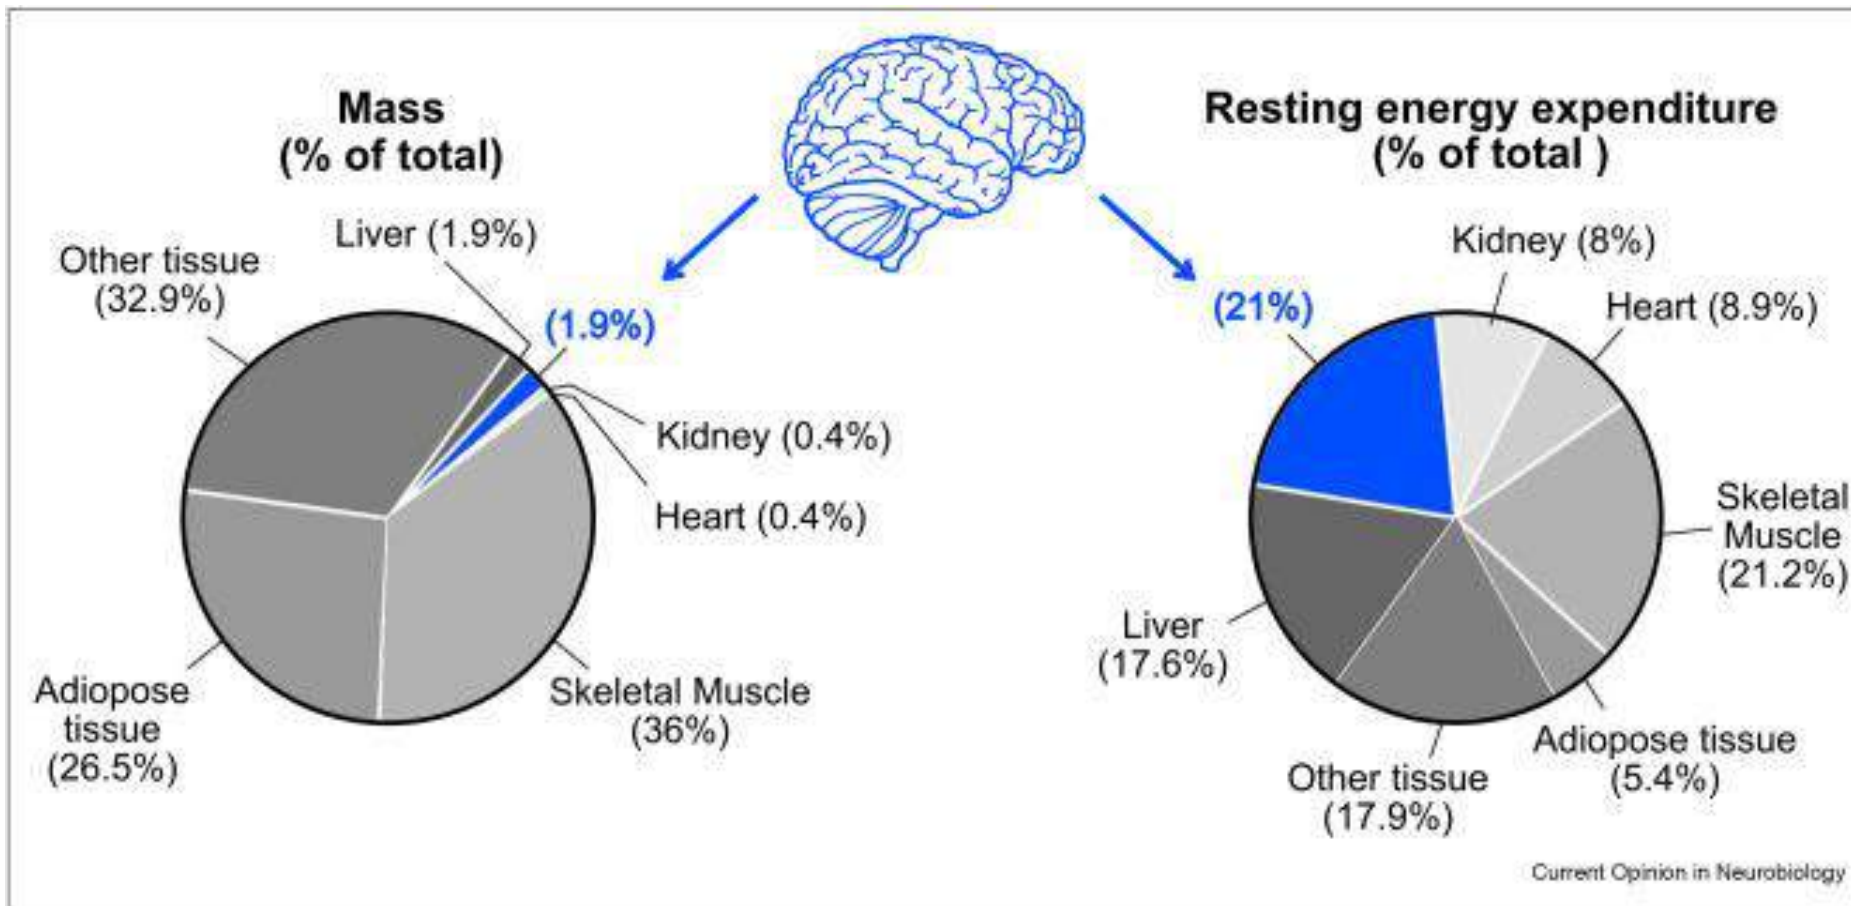 Mass
(% of total)
Resting energy expenditure
(% of total )
Liver (1.9%)
Other tissue
(32.9%)
(1.9%)
Kidney (0.4%)
Heart (0.4%)
Skeletal Muscle
(36%)
Adiopose
tissue
(26.5%)
Kidney (8%)
(21%)
Heart (8.9%)
Skeletal
Muscle
(21.2%)
Liver
(17.6%)
Adiopose tissue
(5.4%)
Other tissue
(17.9%)
Current Opinion in Neurobiology